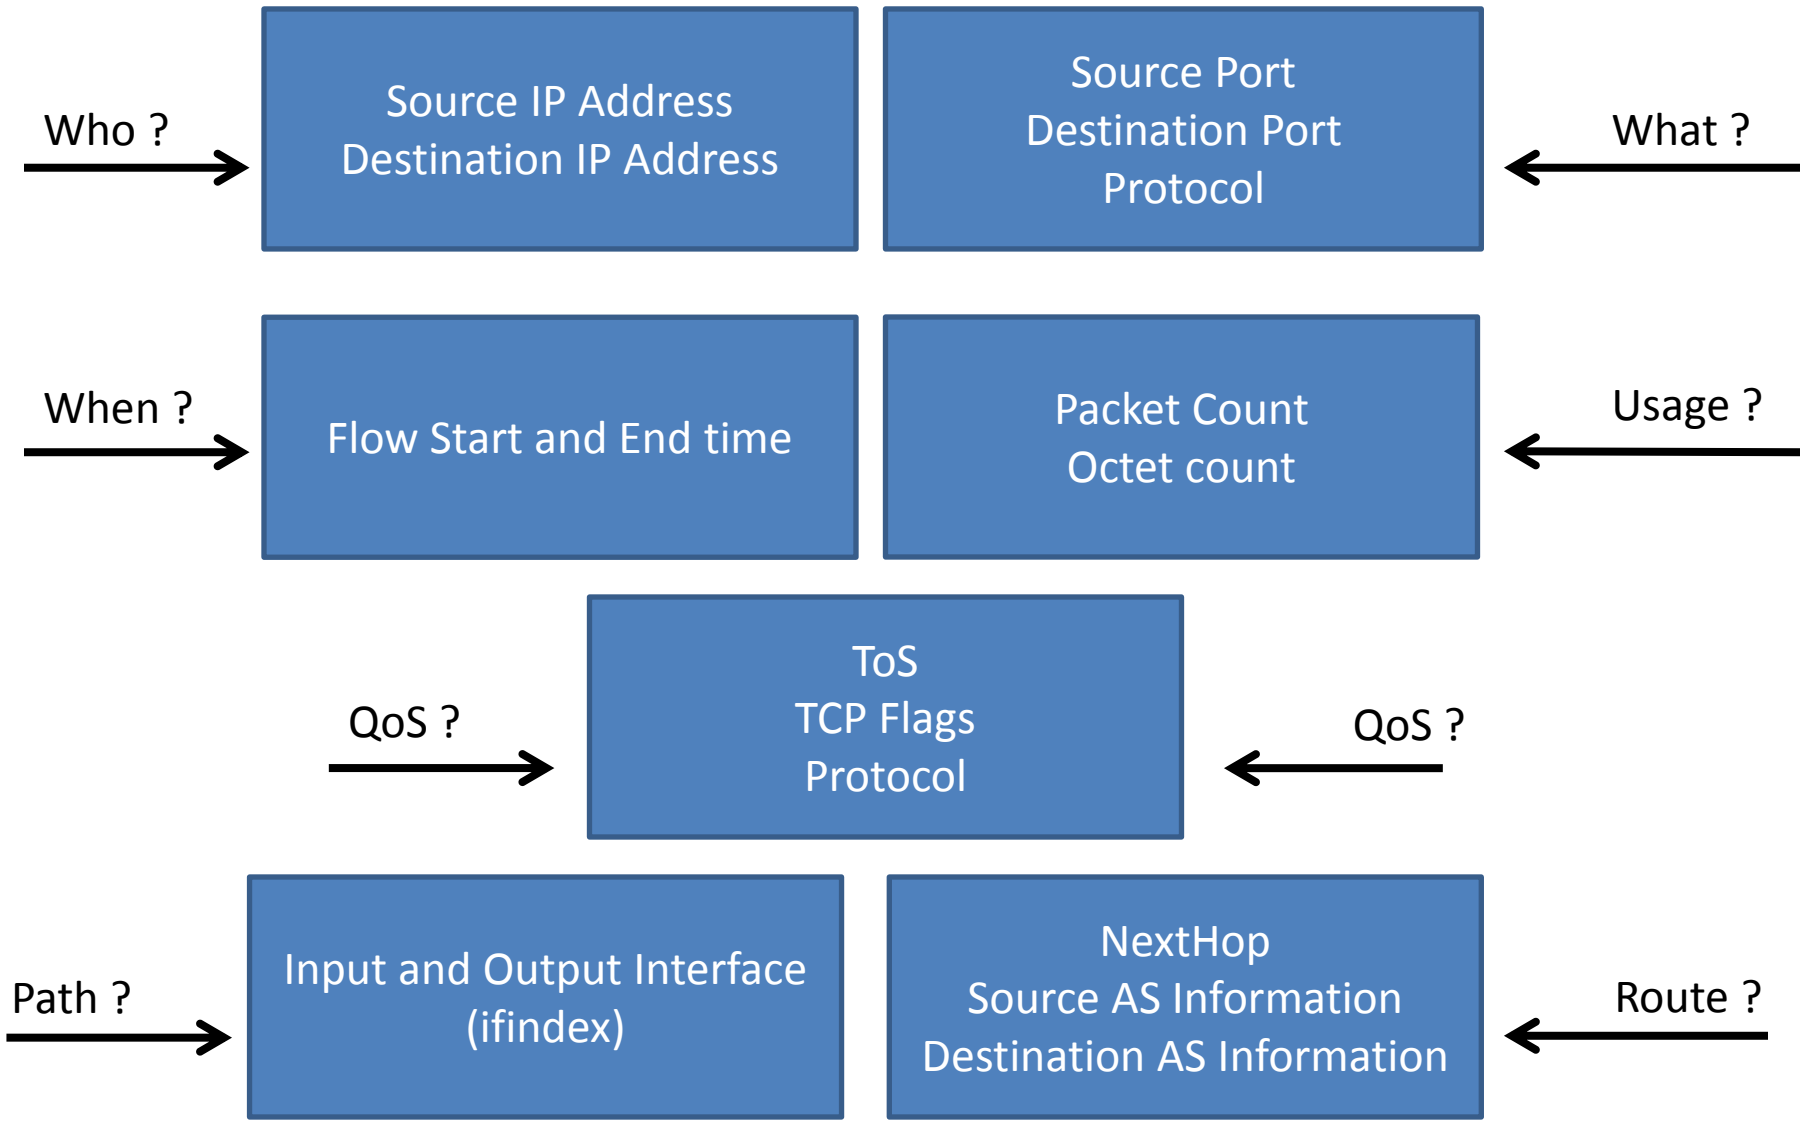 Who ?
Source IP Address
Destination IP Address
Source Port
Destination Port
Protocol
What ?
When ?
Flow Start and End time
Packet Count
Octet count
Usage ?
QoS ?
ToS
TCP Flags
Protocol
QoS ?
Path ?
Input and Output Interface
(ifindex)
NextHop
Source AS Information
Destination AS Information
Route ?